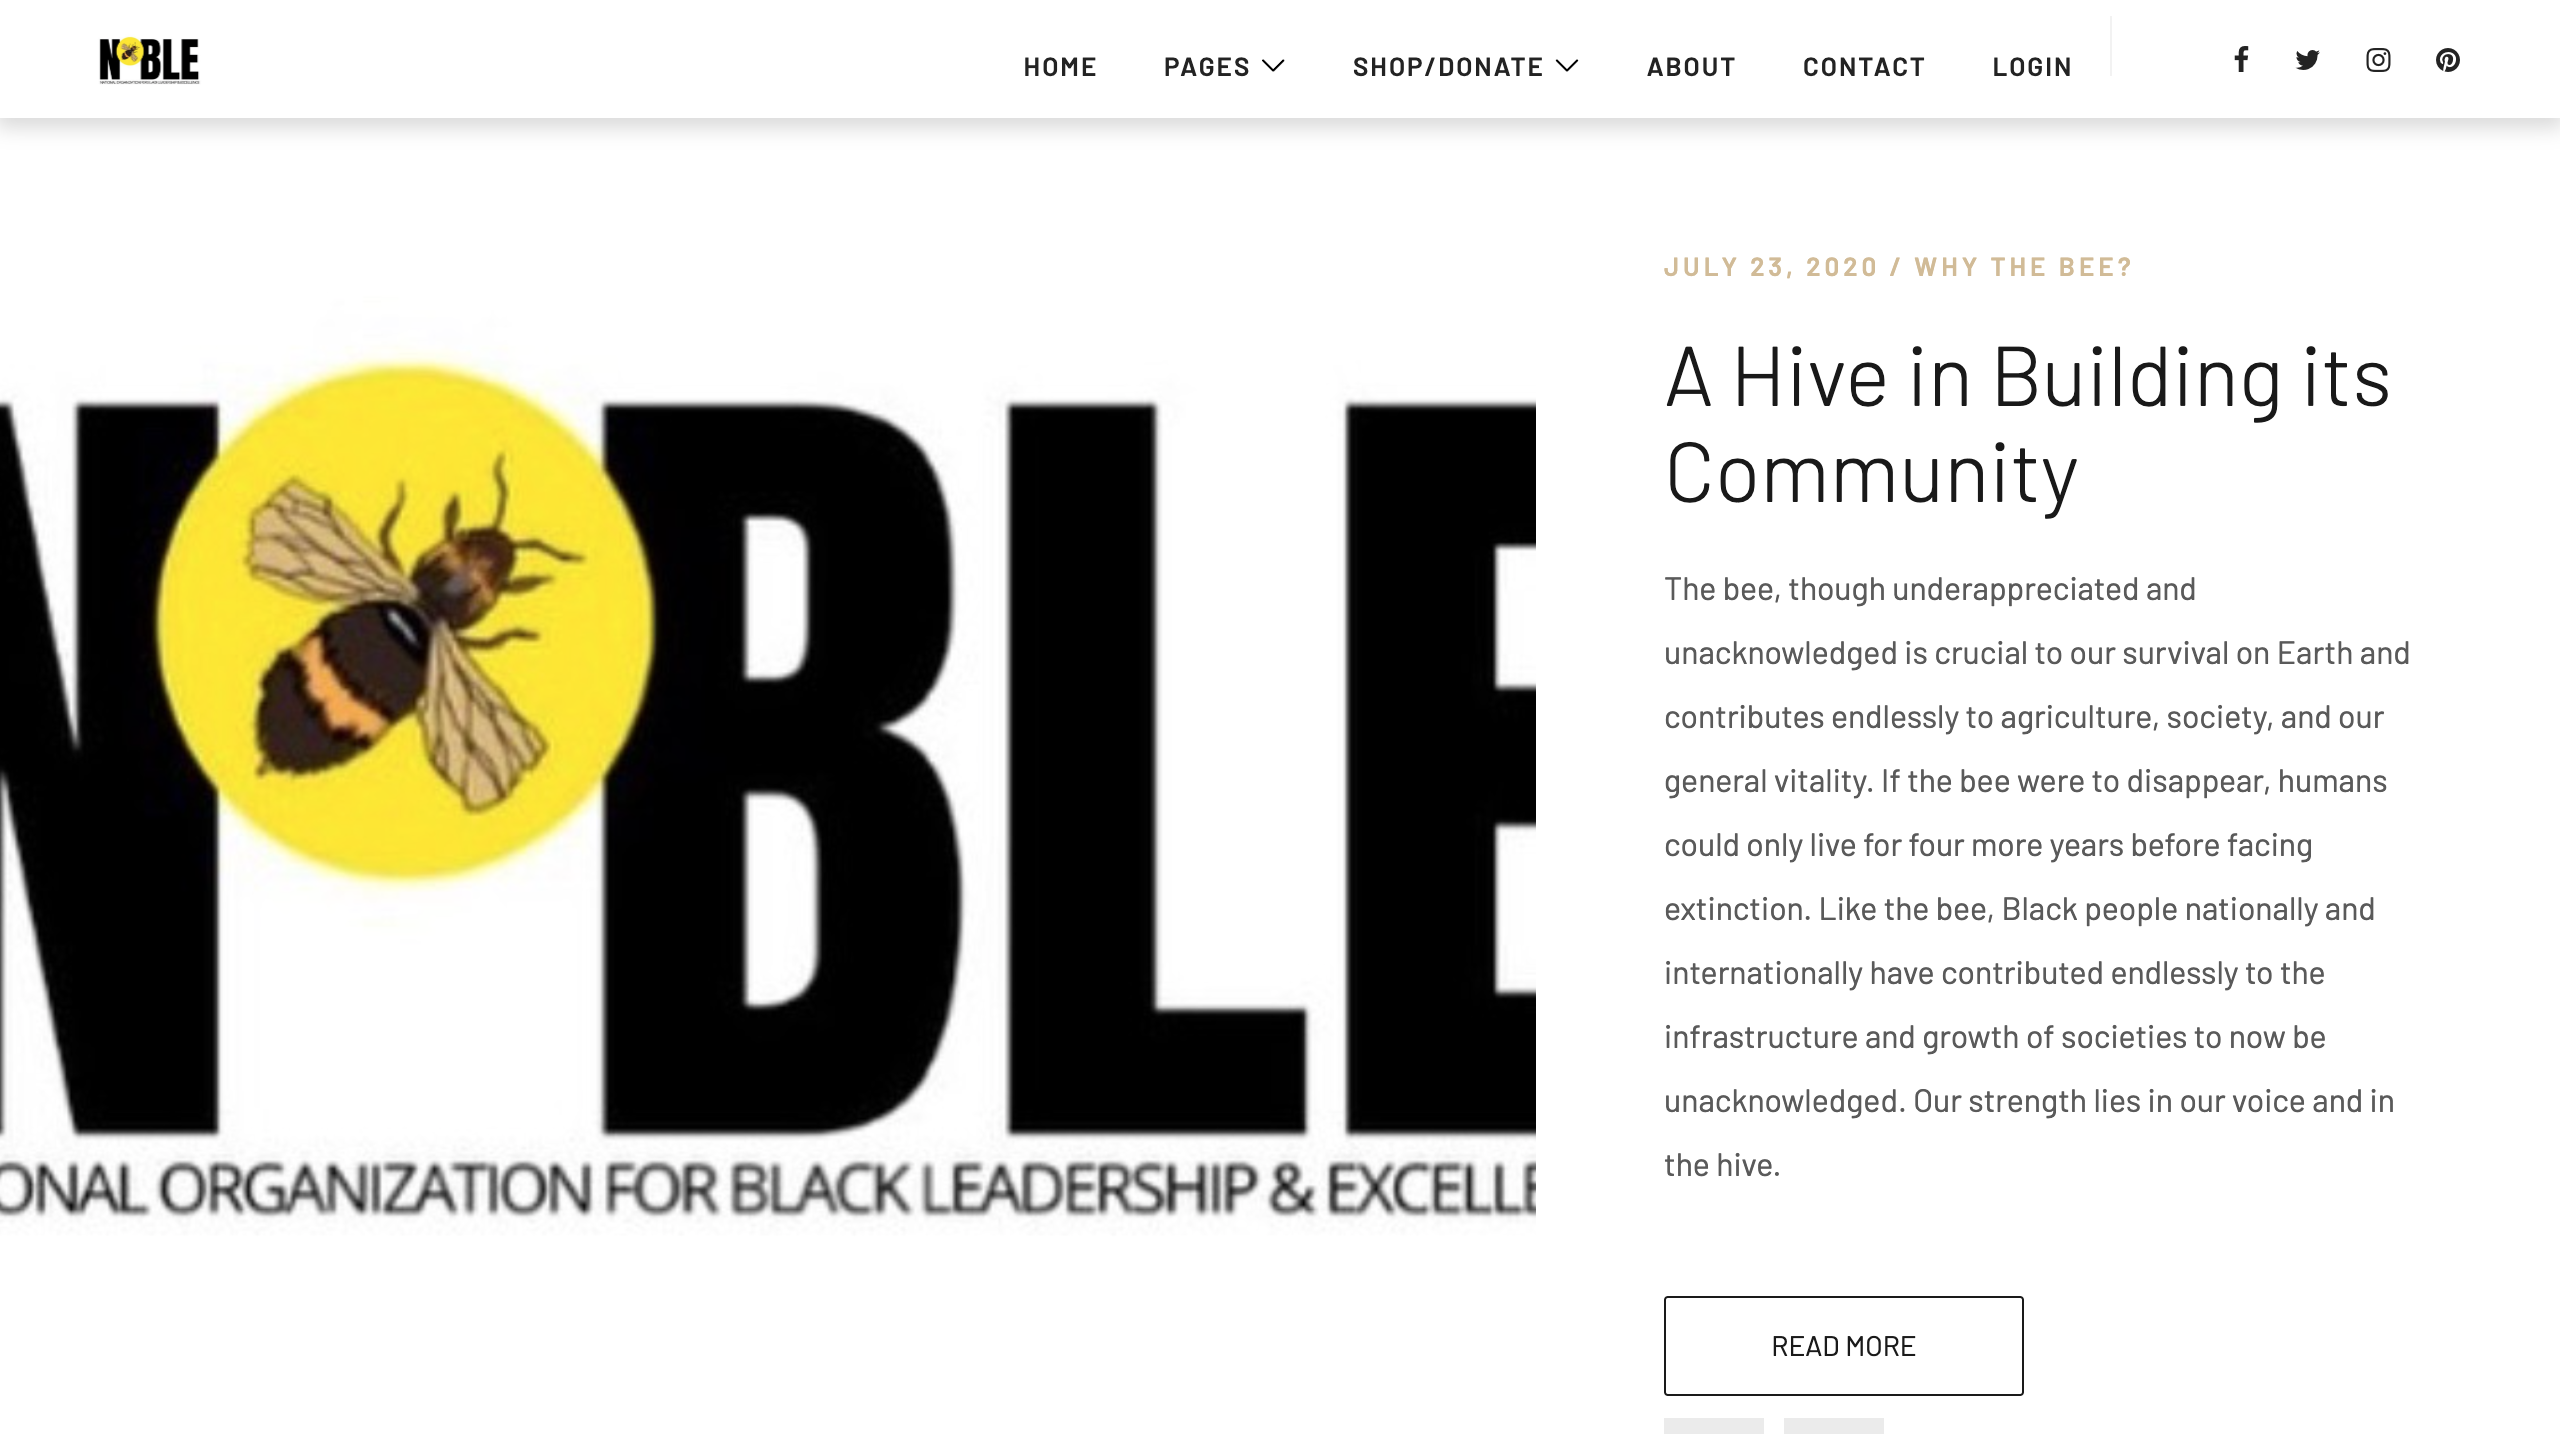 NOBLE
HOME PAGES SHOP/DONATE ABOUT CONTACT LOGIN
JULY 23, 2020 / WHY THE BEE?
A Hive in Building its
Community
The bee, though underappreciated and
unacknowledged is crucial to our survival on Earth and
contributes endlessly to agriculture, society, and our
general vitality. If the bee were to disappear, humans
could only live for four more years before facing
extinction. Like the bee, Black people nationally and
internationally have contributed endlessly to the
infrastructure and growth of societies to now be
unacknowledged. Our strength lies in our voice and in
the hive.
READ MORE
NBLE
ONAL ORGANIZATION FOR BLACK LEADERSHIP & EXCELLE